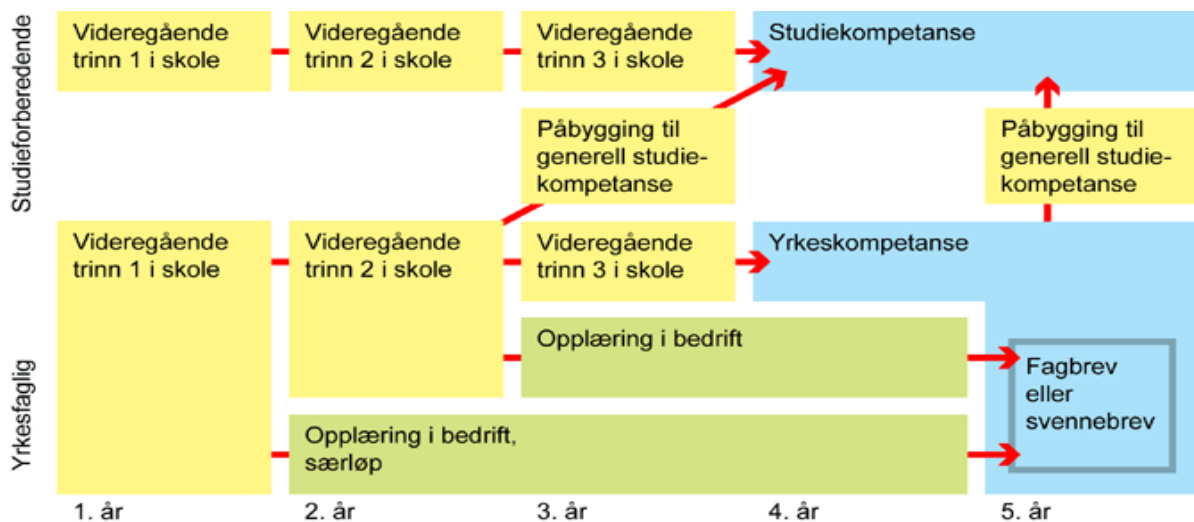 Studieforberedende
Videregående
trinn 1 i skole
Videregående
trinn 2 i skole
Videregående
trinn 3 i skole
Studiekompetanse
Påbygging til
generell studie-
kompetanse
Påbygging til
generell studie-
kompetanse
Yrkesfaglig
Videregående
trinn 1 i skole
Videregående
trinn 2 i skole
Videregående
trinn 3 i skole
Yrkeskompetanse
Opplæring i bedrift
Fagbrev
eller
svennebrev
Opplæring i bedrift,
særløp
1. år
2. år
3. år
4. år
5. år